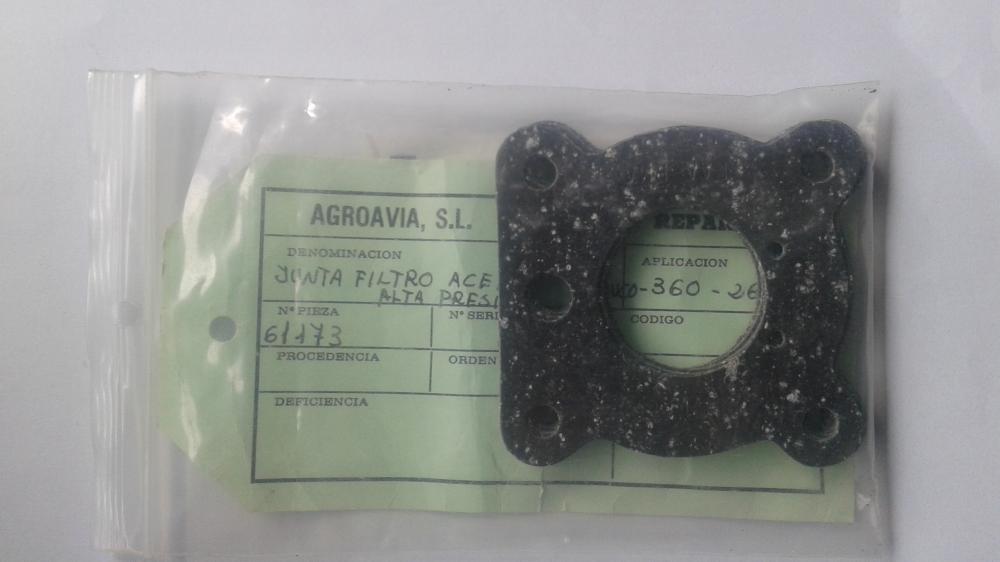 AGROAVIA, S.L.
DENOMINACION
JUNTA FILTRO ACE
ALTA PRESI
Nº PIEZA
Nº SERI
61173
PROCEDENCIA
ORDEN
DEFICIENCIA
REPAR
APLICACION
-360-26
CODIGO